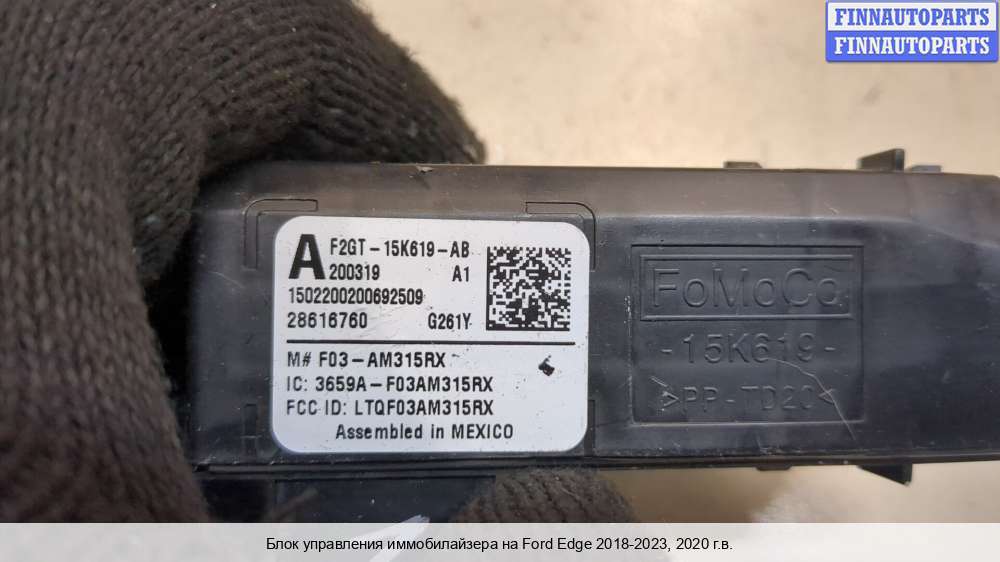 FINNAUTOPARTS
FINNAUTOPARTS
A F2GT-15K619-AB
200319 A1
1502200200692509
28616760 G261Y
M# F03-AM315RX
IC: 3659A-F03AM315RX
FCC ID: LTQF03AM315RX
Assembled in MEXICO
FoMoCo
-15K619-
>PP-TD20<
Блок управления иммобилайзера на Ford Edge 2018-2023, 2020 г.в.